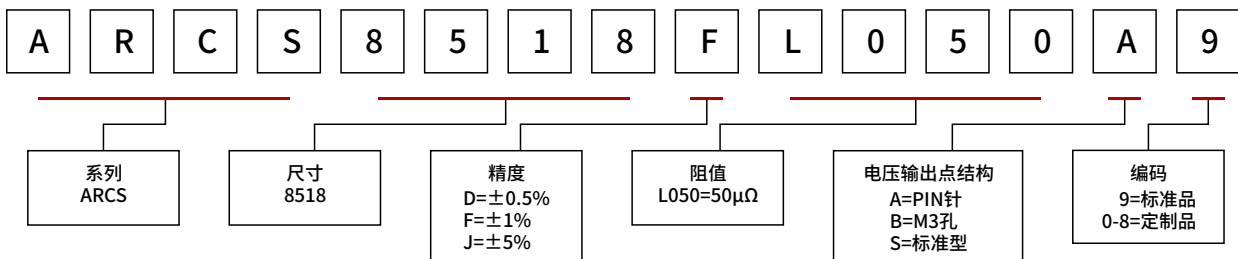 A R C S 8 5 1 8 F L 0 5 0 A 9
系列
ARCS
尺寸
8518
精度
D=±0.5%
F=±1%
J=±5%
阻值
L050=50μΩ
电压输出点结构
A=PIN针
B=M3孔
S=标准型
编码
9=标准品
0-8=定制品